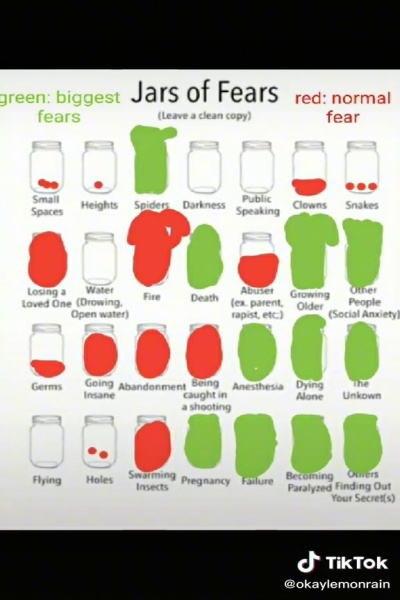 green: biggest
fears
Jars of Fears
(Leave a clean copy)
red: normal
fear
Small
Spaces
Heights
Spiders
Darkness
Public
Speaking
Clowns
Snakes
Losing a
Loved One
Water
(Drowing,
Open water)
Fire
Death
Abuser
(ex. parent,
rapist, etc;)
Growing
Older
Other
People
(Social Anxiety)
Germs
Going
Insane
Abandonment
Being
caught in
a shooting
Anesthesia
Dying
Alone
The
Unkown
Flying
Holes
Swarming
Insects
Pregnancy
Failure
Becoming
Paralyzed
Others
Finding Out
Your Secret(s)
TikTok
@okaylemonrain